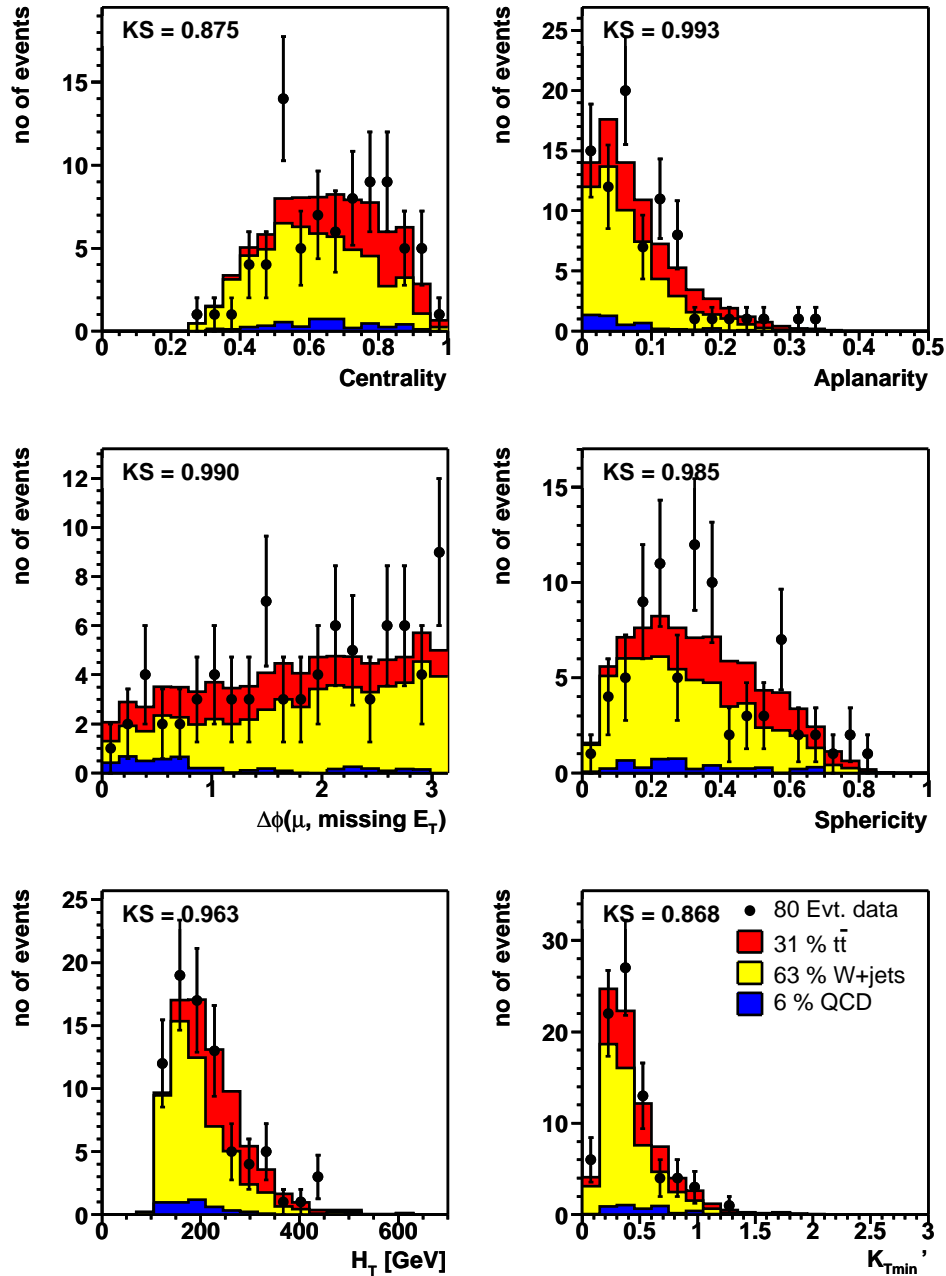 KS = 0.875
no of events
0
5
10
15
0 0.2 0.4 0.6 0.8 1
Centrality
KS = 0.993
no of events
0
5
10
15
20
25
0 0.1 0.2 0.3 0.4 0.5
Aplanarity
KS = 0.990
no of events
0
2
4
6
8
10
12
0 1 2 3
Δϕ(μ, missing E_T)
KS = 0.985
no of events
0
5
10
15
0 0.2 0.4 0.6 0.8 1
Sphericity
KS = 0.963
no of events
0
5
10
15
20
25
0 200 400 600
H_T [GeV]
KS = 0.868
no of events
0
10
20
30
80 Evt. data
31 % tt̄
63 % W+jets
6 % QCD
0 0.5 1 1.5 2 2.5 3
K_Tmin '